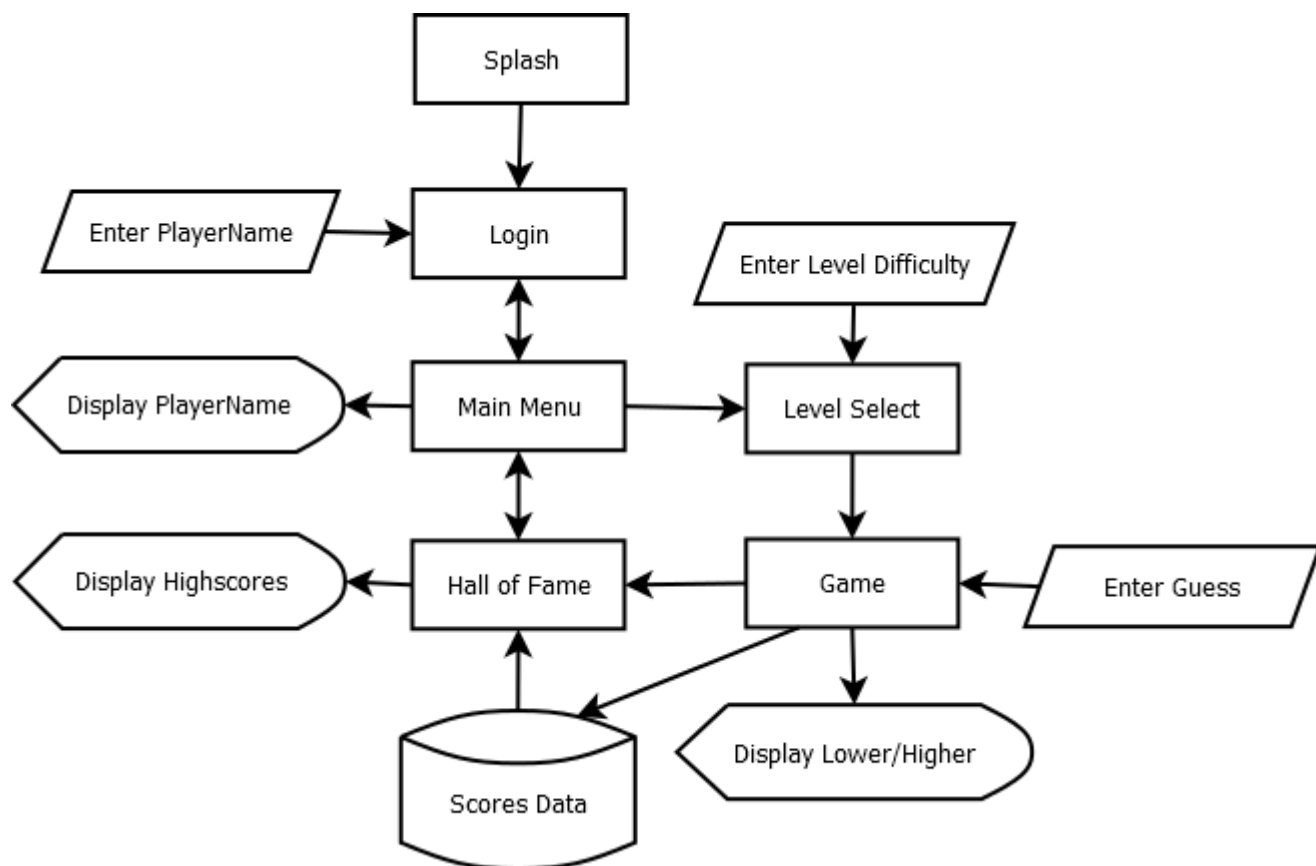 Splash
Enter PlayerName
Login
Enter Level Difficulty
Display PlayerName
Main Menu
Level Select
Display Highscores
Hall of Fame
Game
Enter Guess
Display Lower/Higher
Scores Data